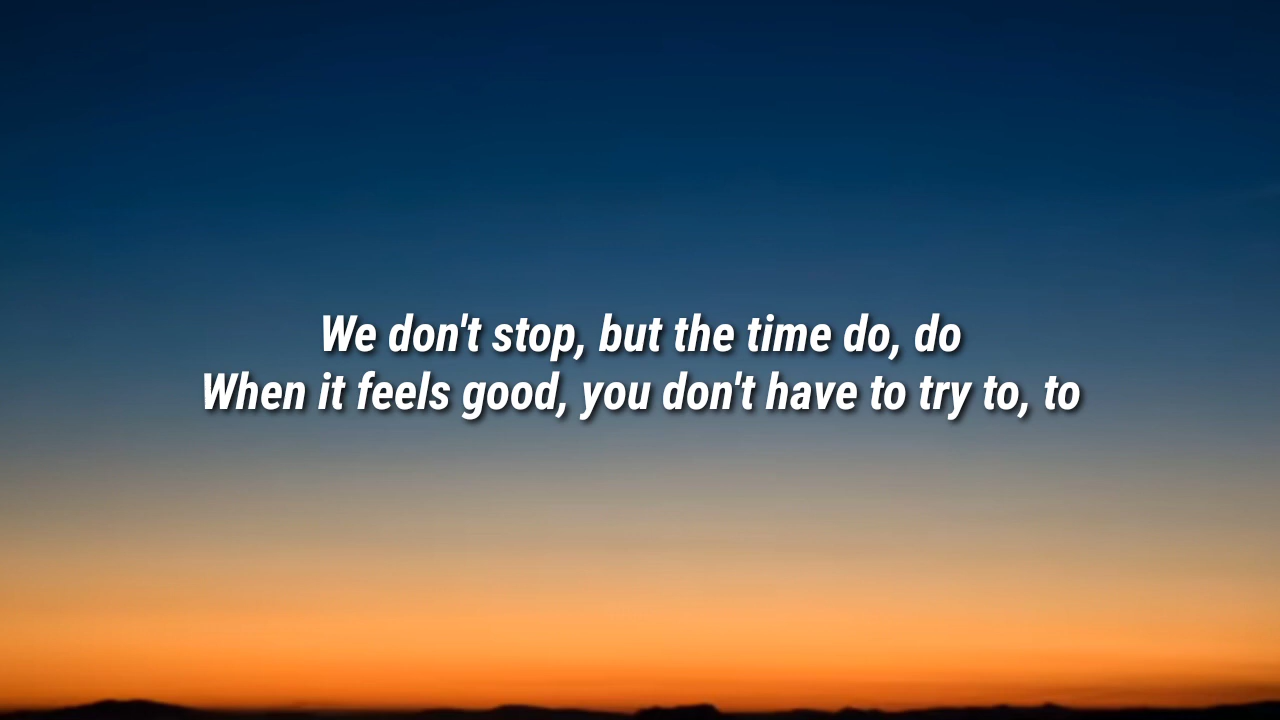 We don't stop, but the time do, do
When it feels good, you don't have to try to, to